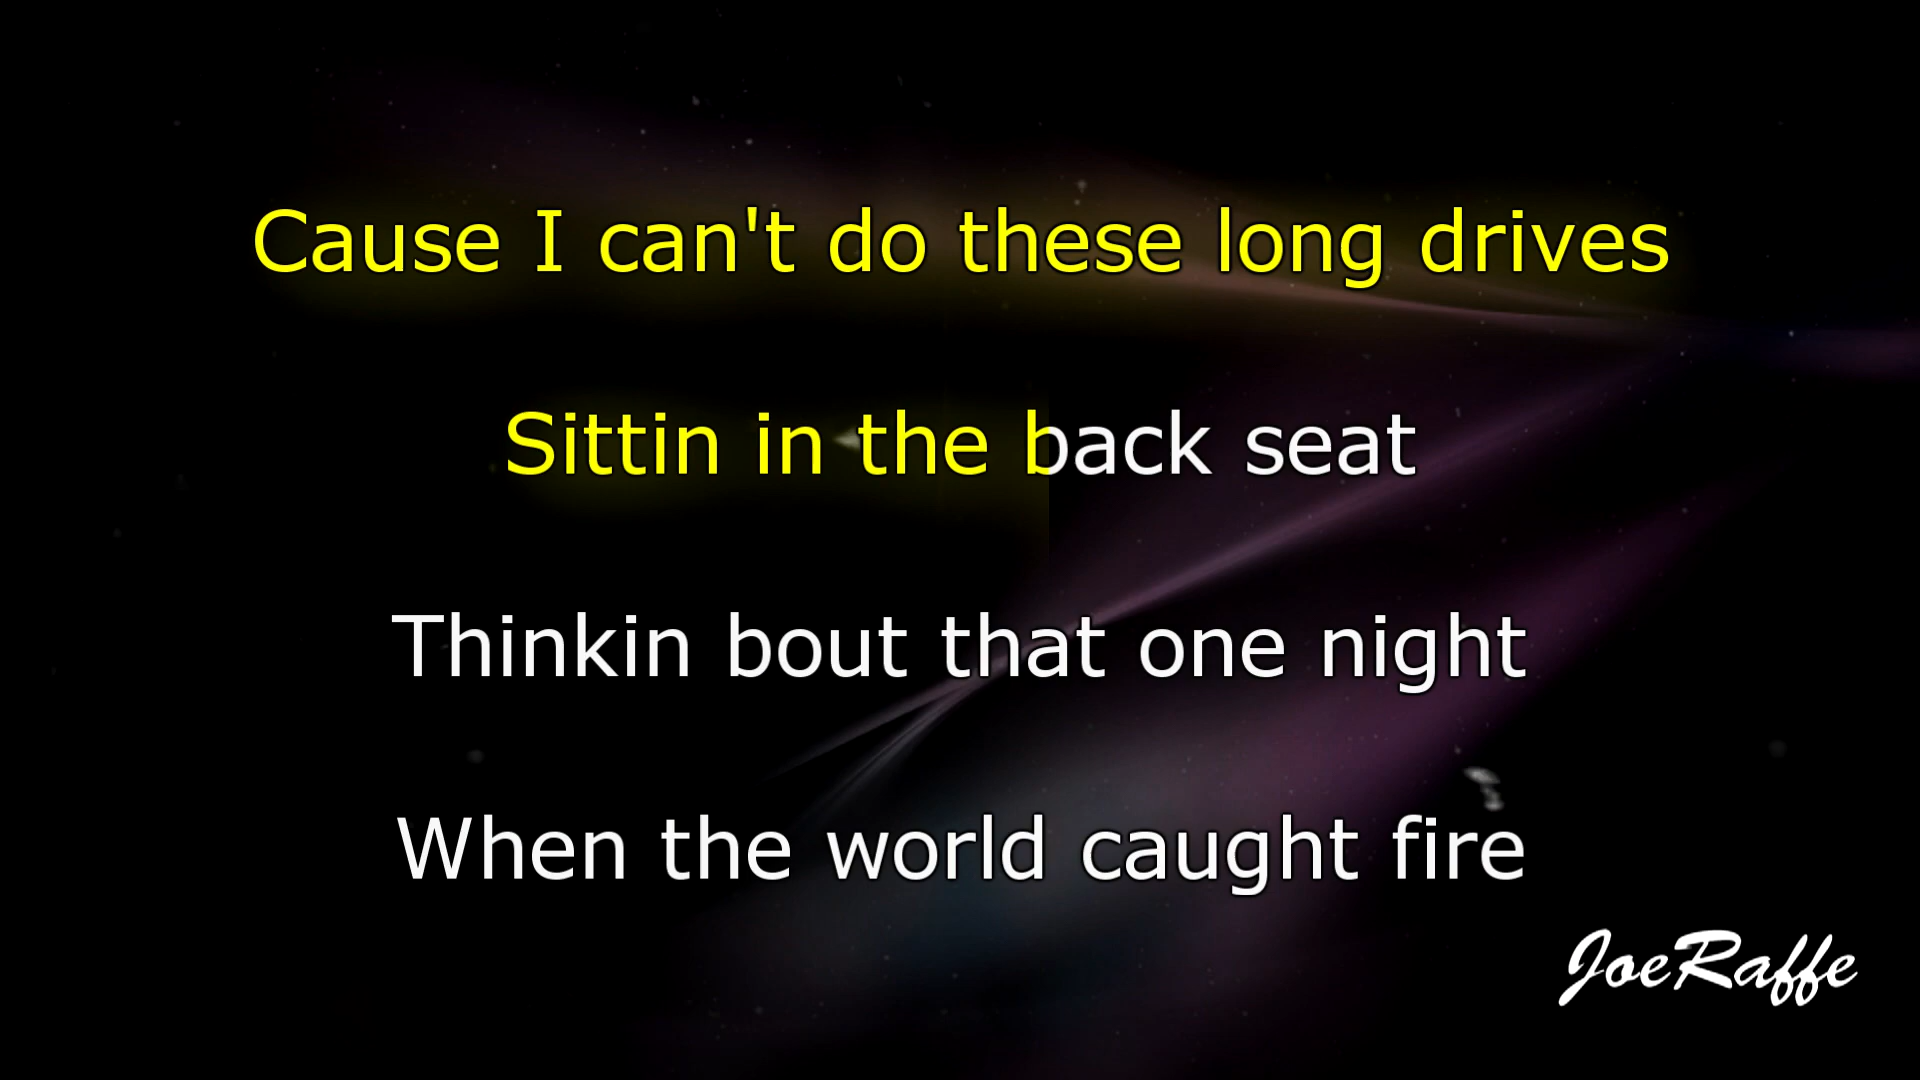 Cause I can't do these long drives
Sittin in the back seat
Thinkin bout that one night
When the world caught fire
JoeRaffe